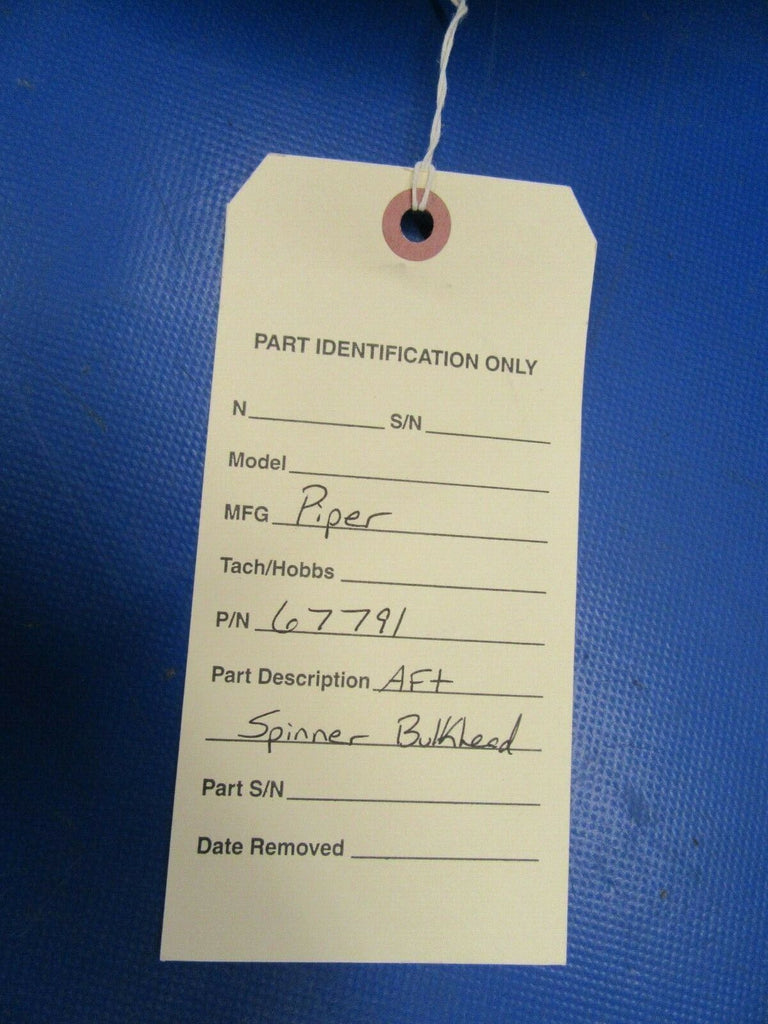 PART IDENTIFICATION ONLY
N S/N
Model
MFG Piper
Tach/Hobbs
P/N 67791
Part Description AFt
Spinner Bulkhead
Part S/N
Date Removed